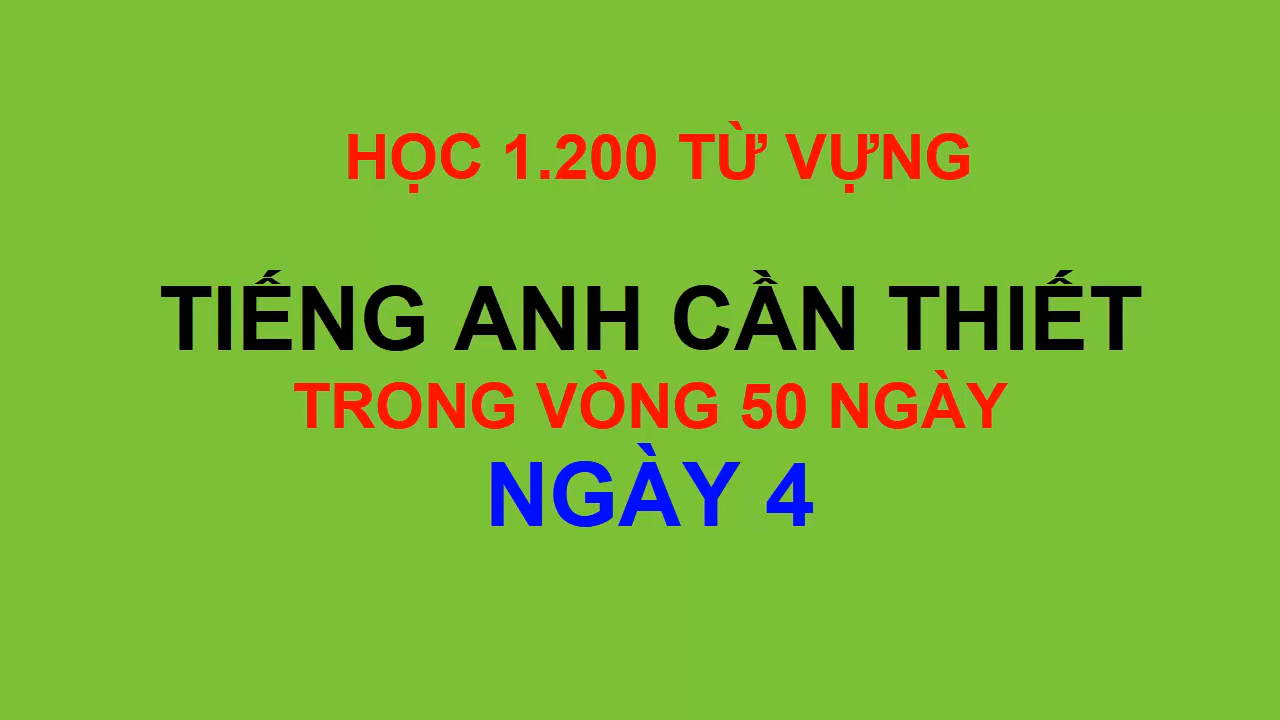 HỌC 1.200 TỪ VỰNG
TIẾNG ANH CẦN THIẾT
TRONG VÒNG 50 NGÀY
NGÀY 4